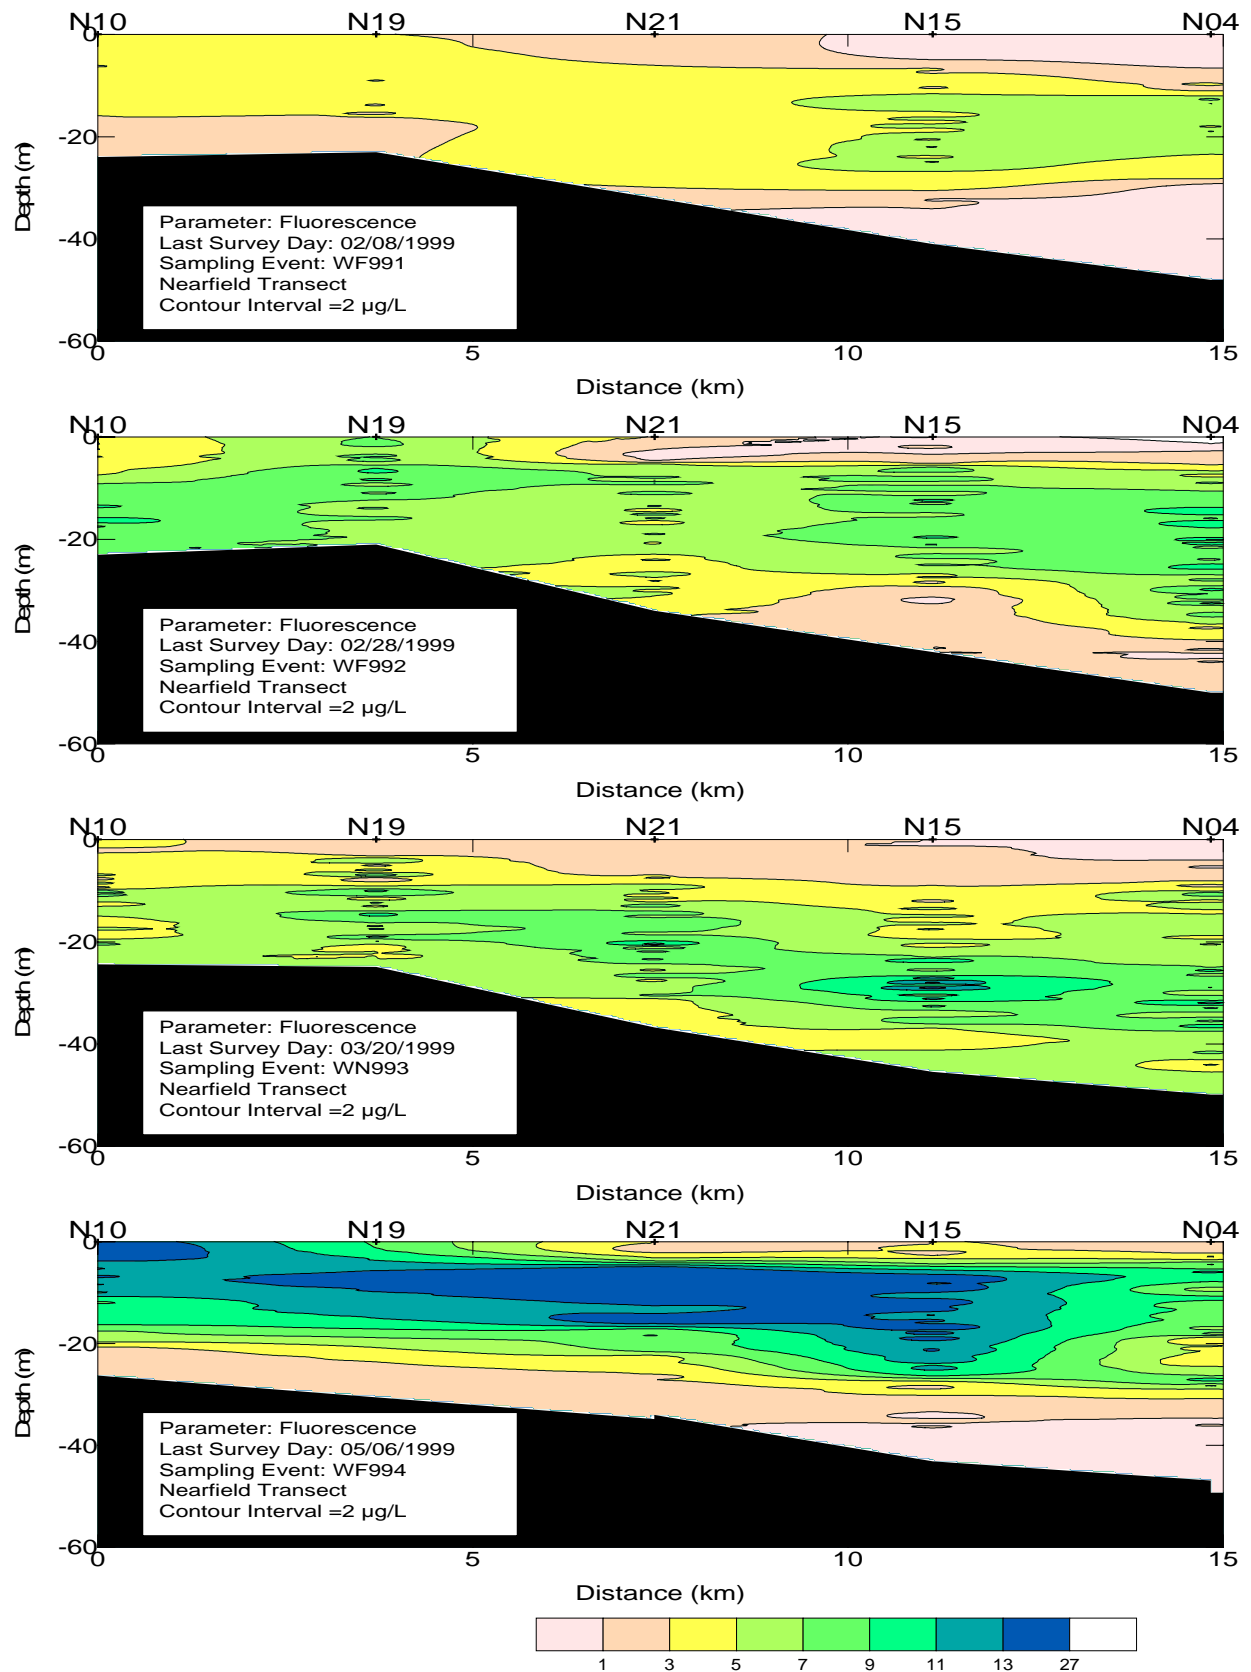 N10 N19 N21 N15 N04
0
-20
-40
-60
Depth (m)
Parameter: Fluorescence
Last Survey Day: 02/08/1999
Sampling Event: WF991
Nearfield Transect
Contour Interval =2 µg/L
0 5 10 15
Distance (km)
N10 N19 N21 N15 N04
0
-20
-40
-60
Depth (m)
Parameter: Fluorescence
Last Survey Day: 02/28/1999
Sampling Event: WF992
Nearfield Transect
Contour Interval =2 µg/L
0 5 10 15
Distance (km)
N10 N19 N21 N15 N04
0
-20
-40
-60
Depth (m)
Parameter: Fluorescence
Last Survey Day: 03/20/1999
Sampling Event: WN993
Nearfield Transect
Contour Interval =2 µg/L
0 5 10 15
Distance (km)
N10 N19 N21 N15 N04
0
-20
-40
-60
Depth (m)
Parameter: Fluorescence
Last Survey Day: 05/06/1999
Sampling Event: WF994
Nearfield Transect
Contour Interval =2 µg/L
0 5 10 15
Distance (km)
1 3 5 7 9 11 13 27